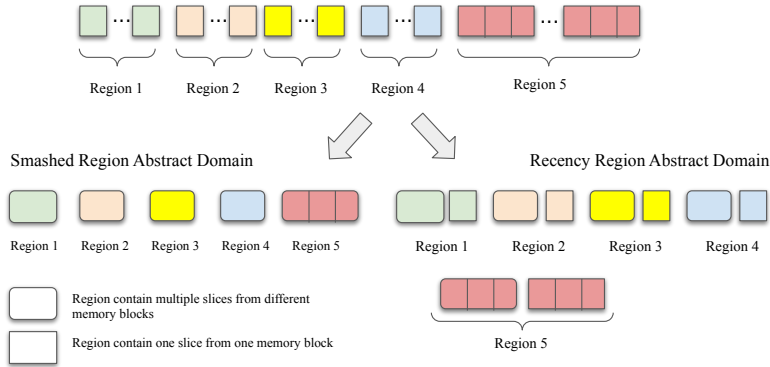 ... ... ... ... ...
Region 1 Region 2 Region 3 Region 4 Region 5
Smashed Region Abstract Domain
Recency Region Abstract Domain
Region 1 Region 2 Region 3 Region 4 Region 5
Region 1 Region 2 Region 3 Region 4
Region contain multiple slices from different
memory blocks
Region contain one slice from one memory block
Region 5